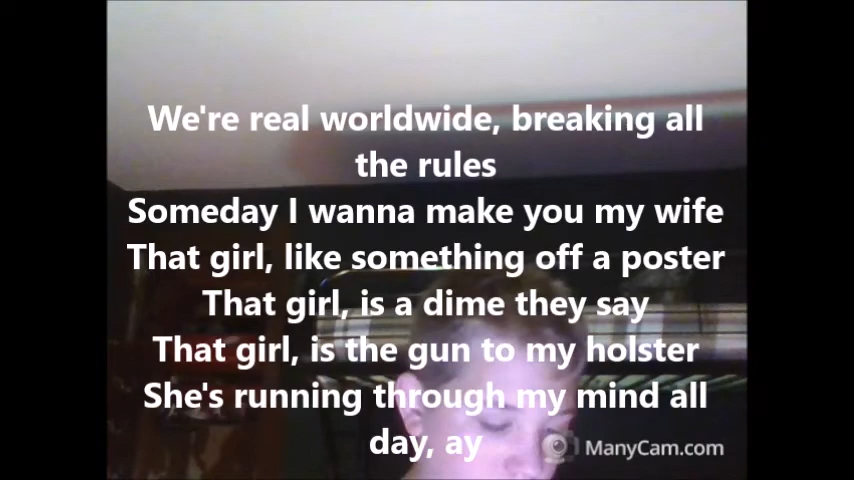 We're real worldwide, breaking all
the rules
Someday I wanna make you my wife
That girl, like something off a poster
That girl, is a dime they say
That girl, is the gun to my holster
She's running through my mind all
day, ay
ManyCam.com